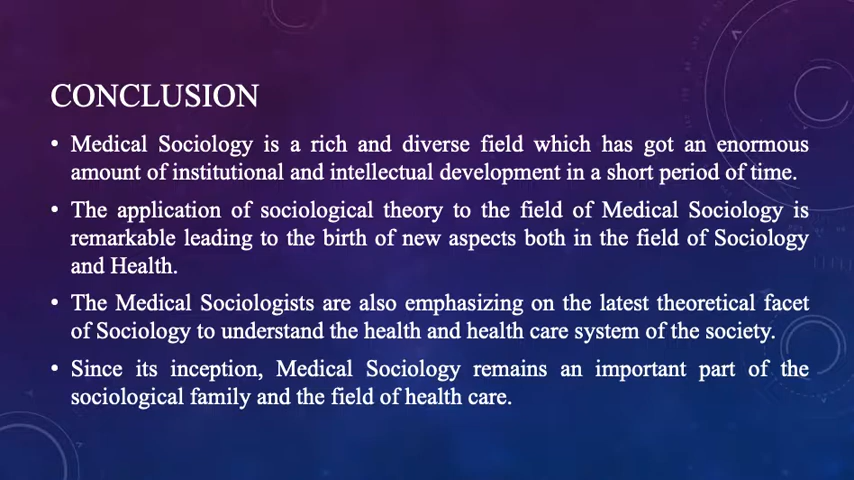 CONCLUSION
• Medical Sociology is a rich and diverse field which has got an enormous
amount of institutional and intellectual development in a short period of time.
• The application of sociological theory to the field of Medical Sociology is
remarkable leading to the birth of new aspects both in the field of Sociology
and Health.
• The Medical Sociologists are also emphasizing on the latest theoretical facet
of Sociology to understand the health and health care system of the society.
• Since its inception, Medical Sociology remains an important part of the
sociological family and the field of health care.